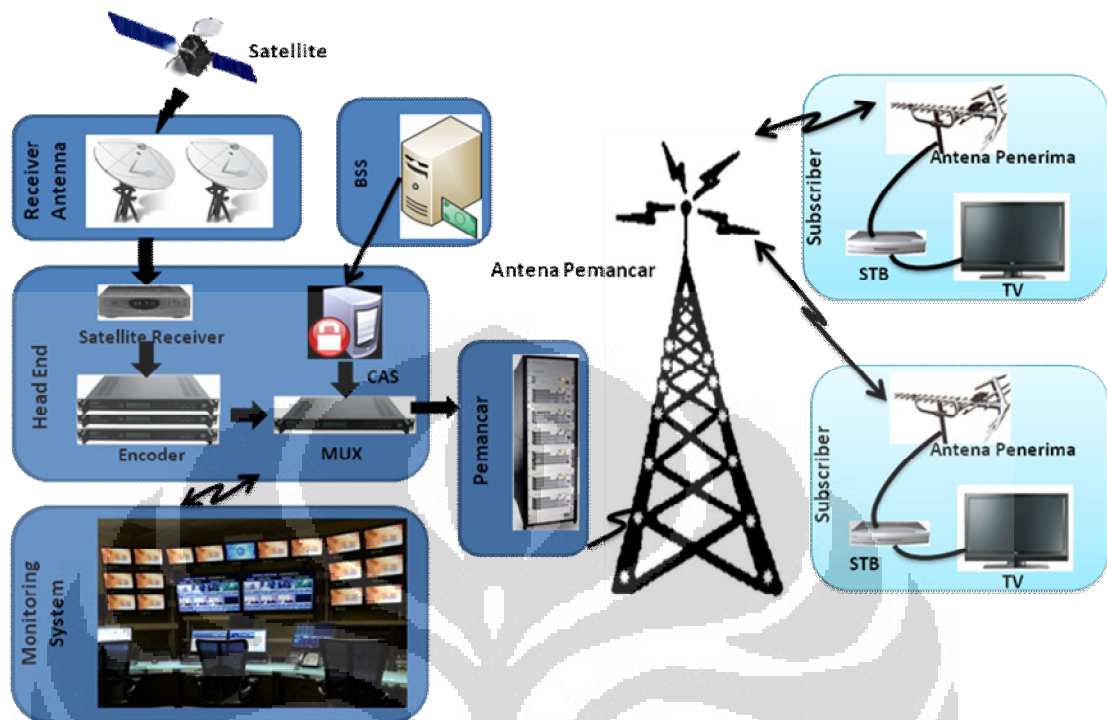 Satellite
Receiver
Antenna
BSS
Head End
Satellite Receiver
CAS
Encoder
MUX
Monitoring
System
Pemancar
Antena Pemancar
Subscriber
Antena Penerima
STB
TV
Subscriber
Antena Penerima
STB
TV